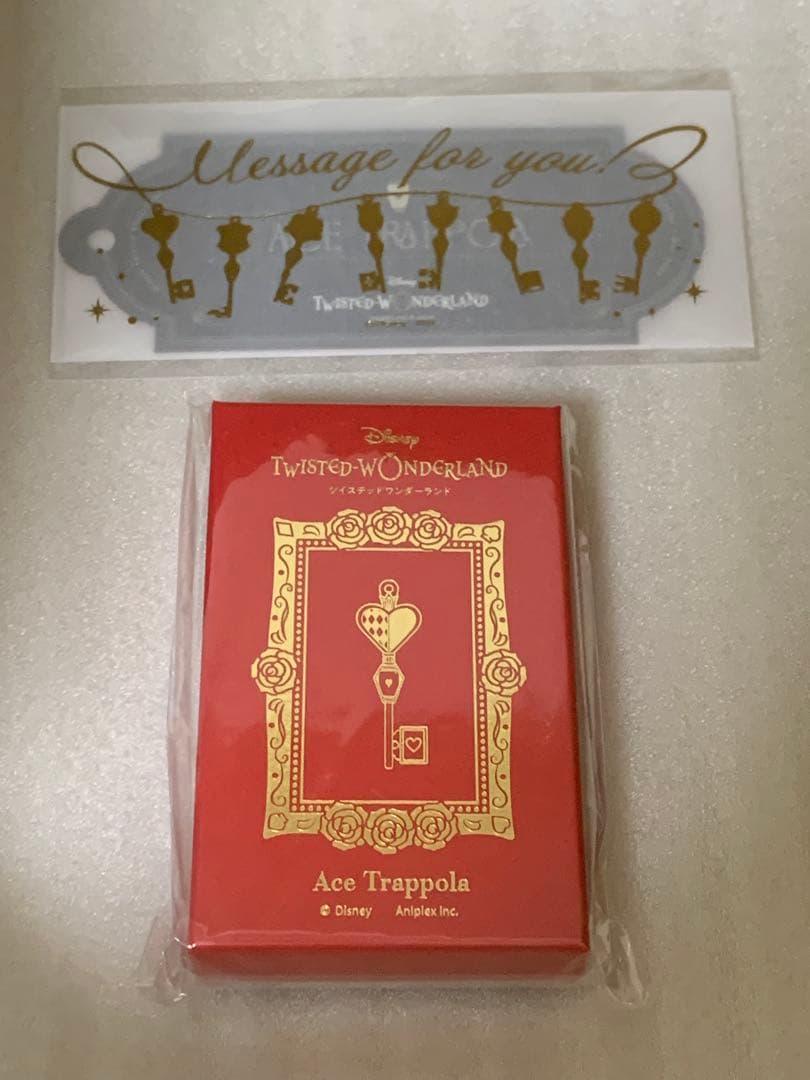 Message for you!
ACE TRAPPOLA
Disney
TWISTED-WONDERLAND
Disney
TWISTED-WONDERLAND
ツイステッドワンダーランド
Ace Trappola
© Disney Aniplex Inc.